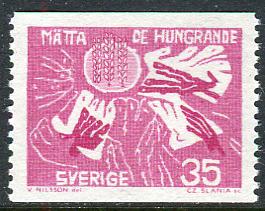 MÄTTA DE HUNGRANDE
SVERIGE 35
V. NILSSON del. CZ. SLANIA sc.